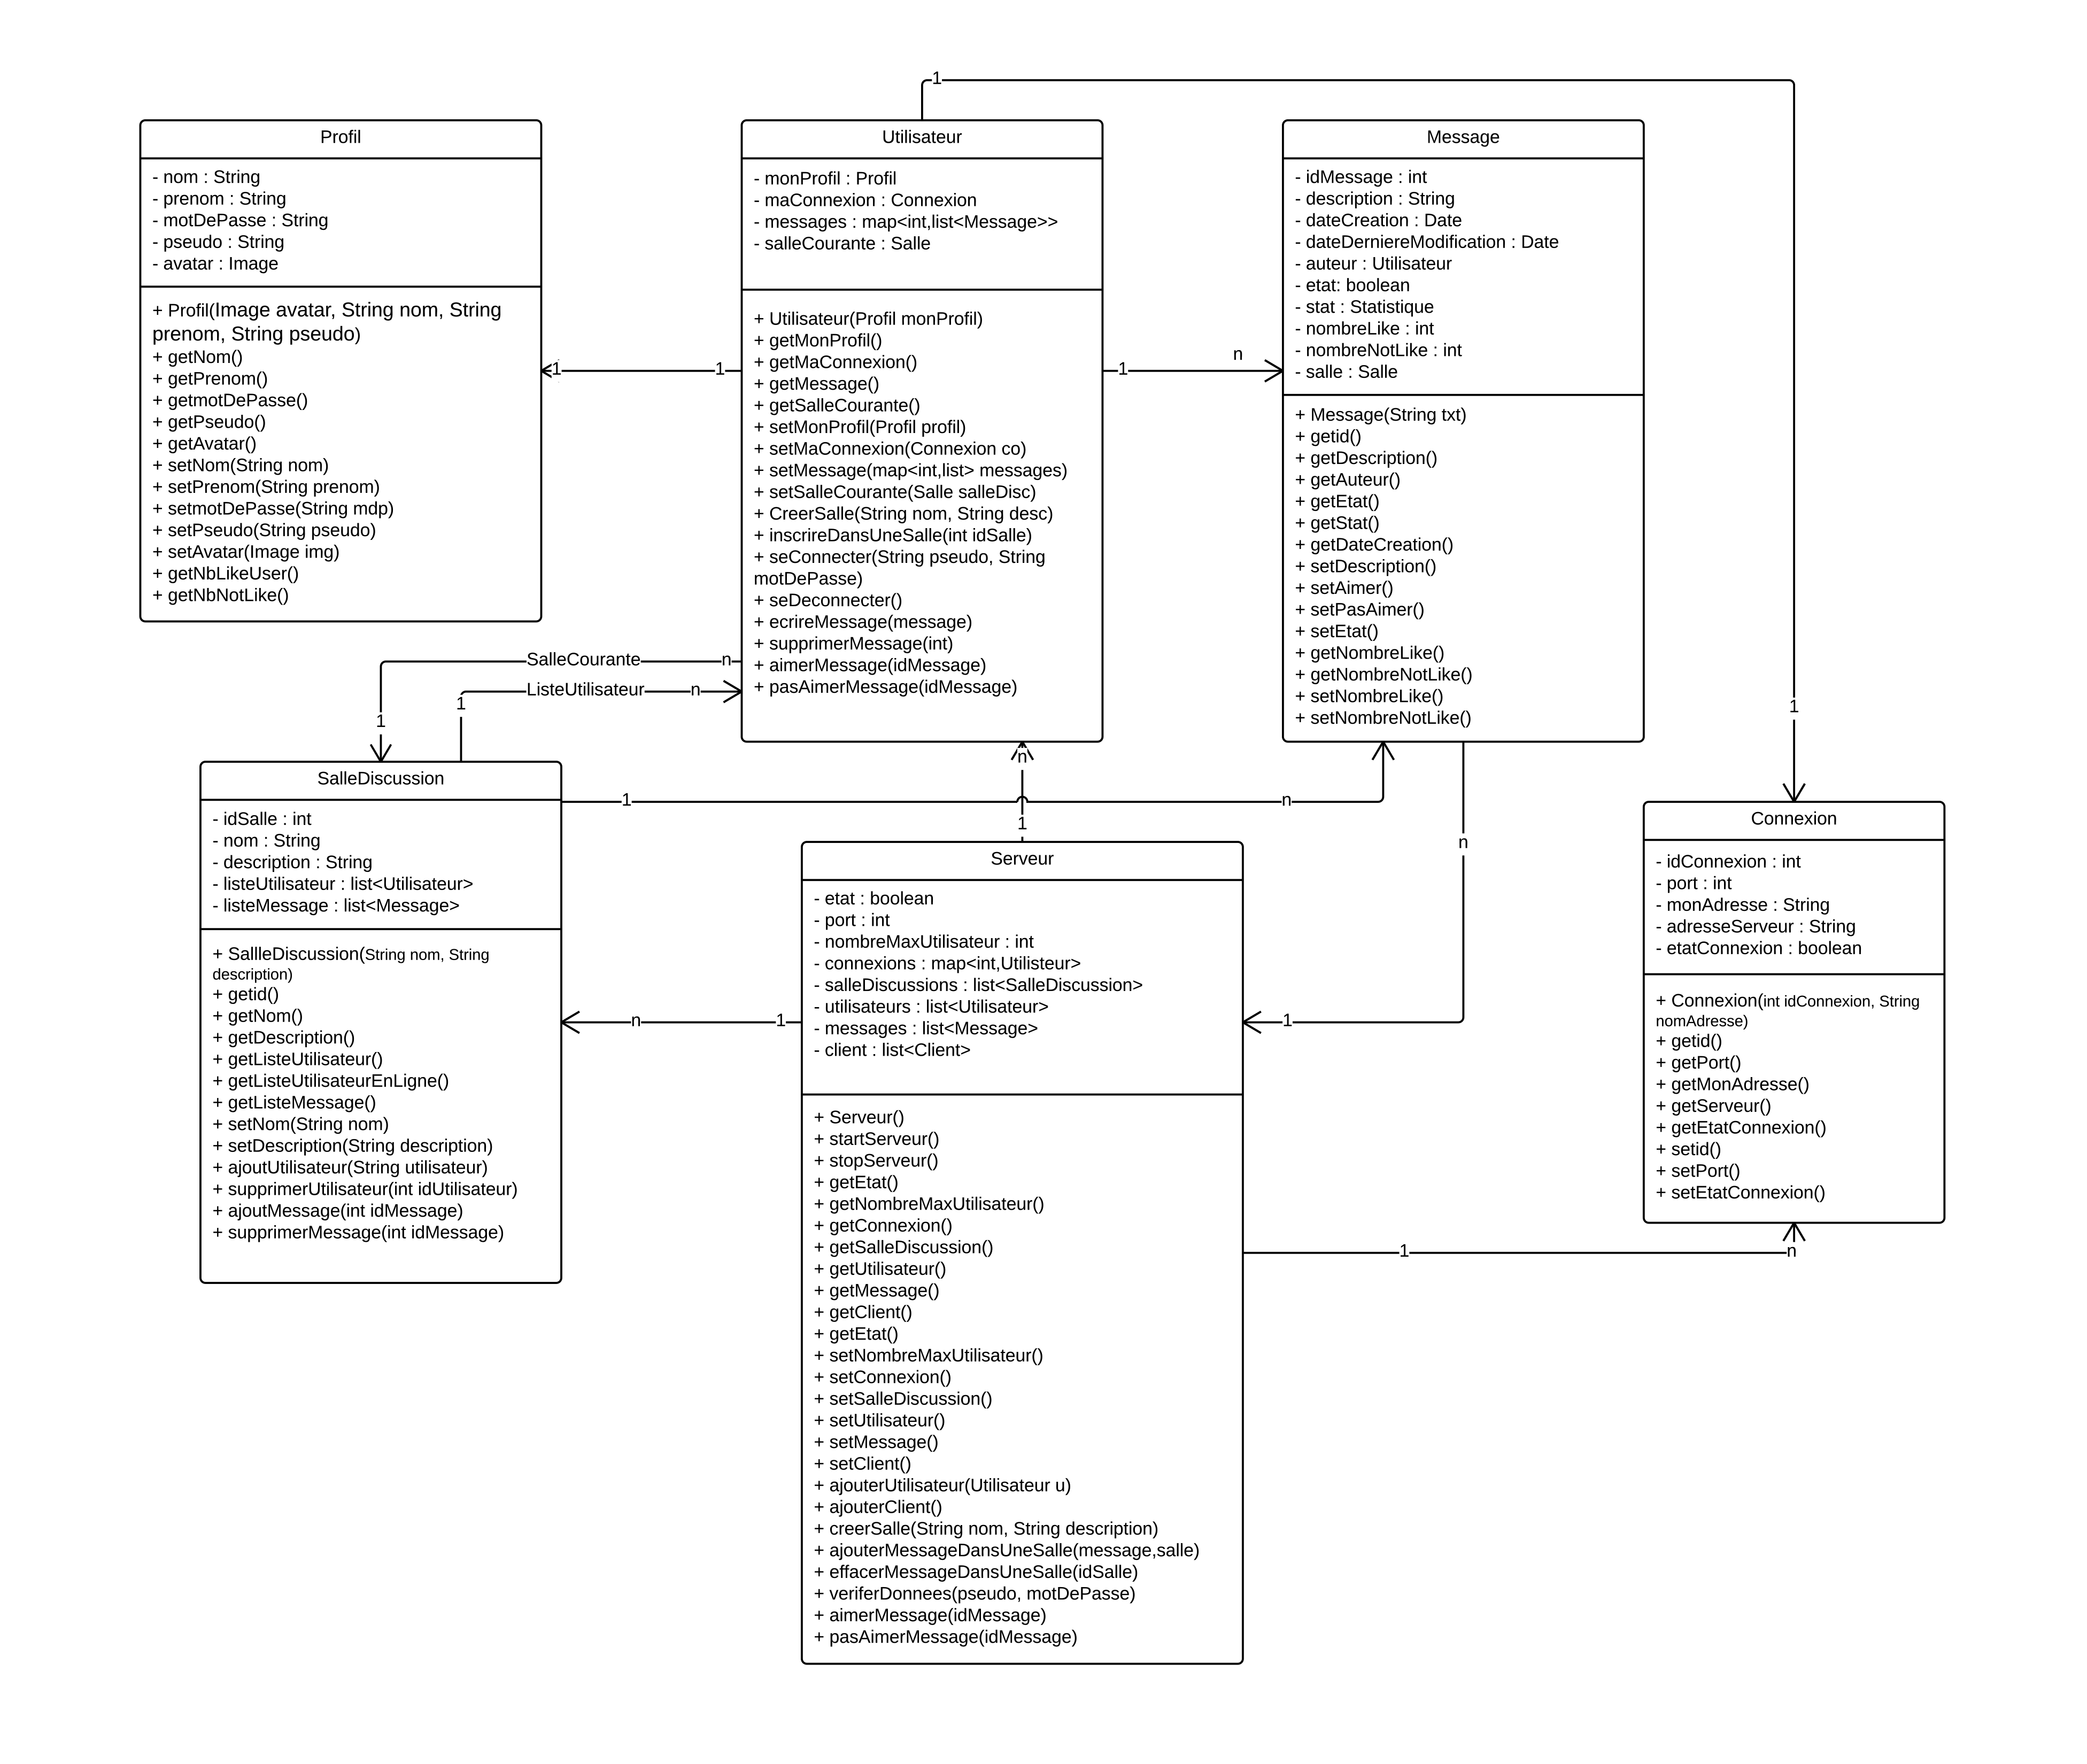 1
Profil
- nom : String
- prenom : String
- motDePasse : String
- pseudo : String
- avatar : Image
+ Profil(Image avatar, String nom, String
prenom, String pseudo)
+ getNom()
+ getPrenom()
+ getmotDePasse()
+ getPseudo()
+ getAvatar()
+ setNom(String nom)
+ setPrenom(String prenom)
+ setmotDePasse(String mdp)
+ setPseudo(String pseudo)
+ setAvatar(Image img)
+ getNbLikeUser()
+ getNbNotLike()
1
1
Utilisateur
- monProfil : Profil
- maConnexion : Connexion
- messages : map<int,list<Message>>
- salleCourante : Salle
+ Utilisateur(Profil monProfil)
+ getMonProfil()
+ getMaConnexion()
+ getMessage()
+ getSalleCourante()
+ setMonProfil(Profil profil)
+ setMaConnexion(Connexion co)
+ setMessage(map<int,list> messages)
+ setSalleCourante(Salle salleDisc)
+ CreerSalle(String nom, String desc)
+ inscrireDansUneSalle(int idSalle)
+ seConnecter(String pseudo, String
motDePasse)
+ seDeconnecter()
+ ecrireMessage(message)
+ supprimerMessage(int)
+ aimerMessage(idMessage)
+ pasAimerMessage(idMessage)
1
n
Message
- idMessage : int
- description : String
- dateCreation : Date
- dateDerniereModification : Date
- auteur : Utilisateur
- etat: boolean
- stat : Statistique
- nombreLike : int
- nombreNotLike : int
- salle : Salle
+ Message(String txt)
+ getid()
+ getDescription()
+ getAuteur()
+ getEtat()
+ getStat()
+ getDateCreation()
+ setDescription()
+ setAimer()
+ setPasAimer()
+ setEtat()
+ getNombreLike()
+ getNombreNotLike()
+ setNombreLike()
+ setNombreNotLike()
1
SalleCourante
n
ListeUtilisateur
n
1
1
n
1
1
n
n
SalleDiscussion
- idSalle : int
- nom : String
- description : String
- listeUtilisateur : list<Utilisateur>
- listeMessage : list<Message>
+ SallleDiscussion(String nom, String
description)
+ getid()
+ getNom()
+ getDescription()
+ getListeUtilisateur()
+ getListeUtilisateurEnLigne()
+ getListeMessage()
+ setNom(String nom)
+ setDescription(String description)
+ ajoutUtilisateur(String utilisateur)
+ supprimerUtilisateur(int idUtilisateur)
+ ajoutMessage(int idMessage)
+ supprimerMessage(int idMessage)
n
1
Serveur
- etat : boolean
- port : int
- nombreMaxUtilisateur : int
- connexions : map<int,Utilisteur>
- salleDiscussions : list<SalleDiscussion>
- utilisateurs : list<Utilisateur>
- messages : list<Message>
- client : list<Client>
+ Serveur()
+ startServeur()
+ stopServeur()
+ getEtat()
+ getNombreMaxUtilisateur()
+ getConnexion()
+ getSalleDiscussion()
+ getUtilisateur()
+ getMessage()
+ getClient()
+ getEtat()
+ setNombreMaxUtilisateur()
+ setConnexion()
+ setSalleDiscussion()
+ setUtilisateur()
+ setMessage()
+ setClient()
+ ajouterUtilisateur(Utilisateur u)
+ ajouterClient()
+ creerSalle(String nom, String description)
+ ajouterMessageDansUneSalle(message,salle)
+ effacerMessageDansUneSalle(idSalle)
+ veriferDonnees(pseudo, motDePasse)
+ aimerMessage(idMessage)
+ pasAimerMessage(idMessage)
1
Connexion
- idConnexion : int
- port : int
- monAdresse : String
- adresseServeur : String
- etatConnexion : boolean
+ Connexion(int idConnexion, String
nomAdresse)
+ getid()
+ getPort()
+ getMonAdresse()
+ getServeur()
+ getEtatConnexion()
+ setid()
+ setPort()
+ setEtatConnexion()
1
n